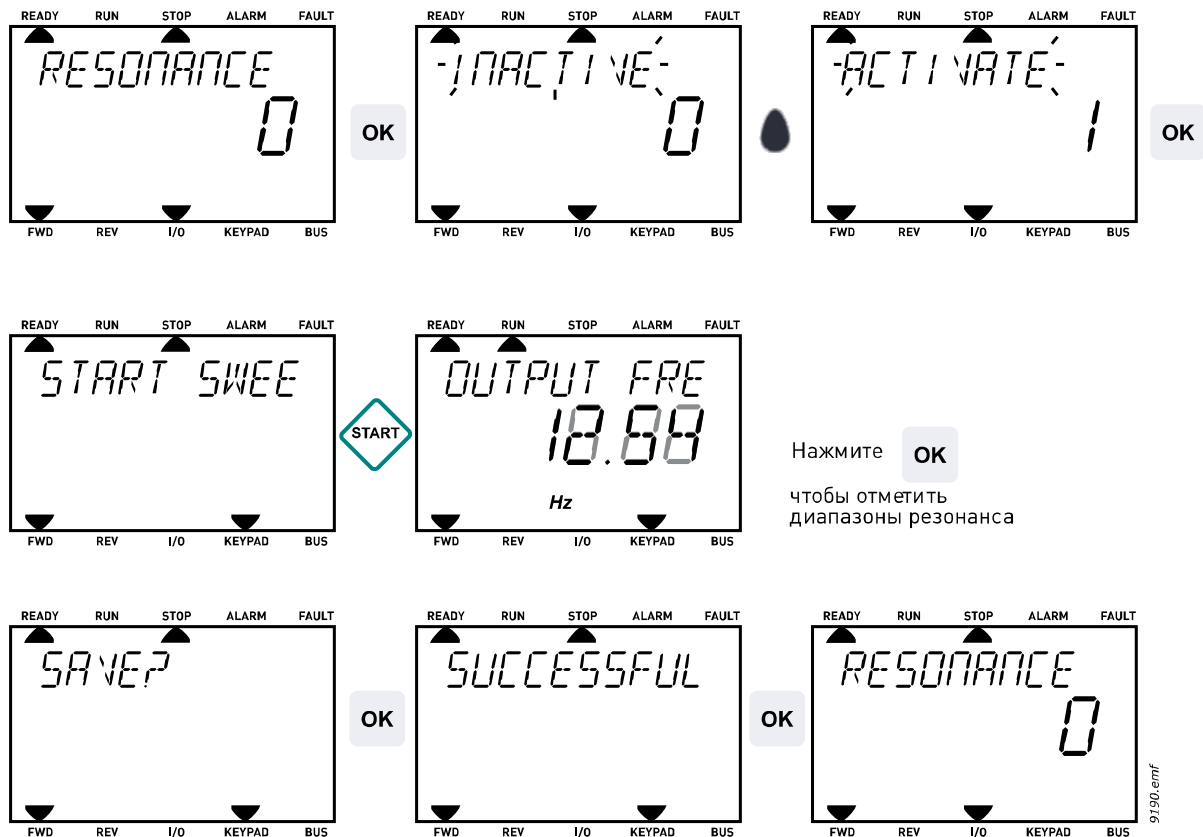 READY RUN STOP ALARM FAULT
RESONANCE
0
FWD REV I/O KEYPAD BUS
OK
READY RUN STOP ALARM FAULT
INACTIVE
0
FWD REV I/O KEYPAD BUS
READY RUN STOP ALARM FAULT
ACTIVATE
1
FWD REV I/O KEYPAD BUS
OK
READY RUN STOP ALARM FAULT
START SWEE
FWD REV I/O KEYPAD BUS
START
READY RUN STOP ALARM FAULT
OUTPUT FRE
12.54
Hz
FWD REV I/O KEYPAD BUS
Нажмите OK
чтобы отметить
диапазоны резонанса
READY RUN STOP ALARM FAULT
SAVE?
FWD REV I/O KEYPAD BUS
OK
READY RUN STOP ALARM FAULT
SUCCESSFUL
FWD REV I/O KEYPAD BUS
OK
READY RUN STOP ALARM FAULT
RESONANCE
0
FWD REV I/O KEYPAD BUS
9190.emf